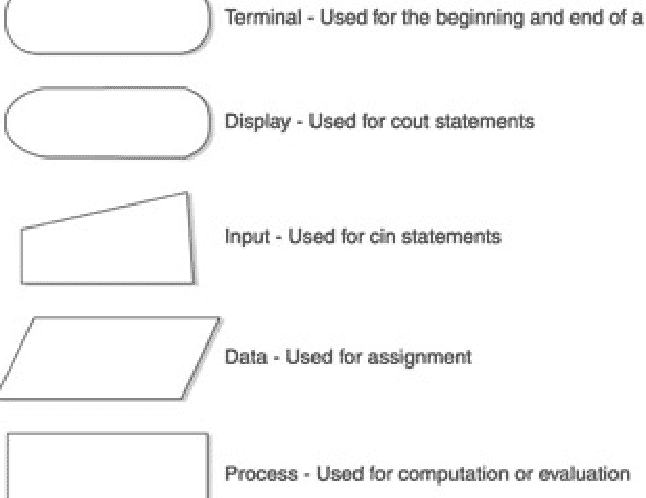 Terminal - Used for the beginning and end of a
Display - Used for cout statements
Input - Used for cin statements
Data - Used for assignment
Process - Used for computation or evaluation